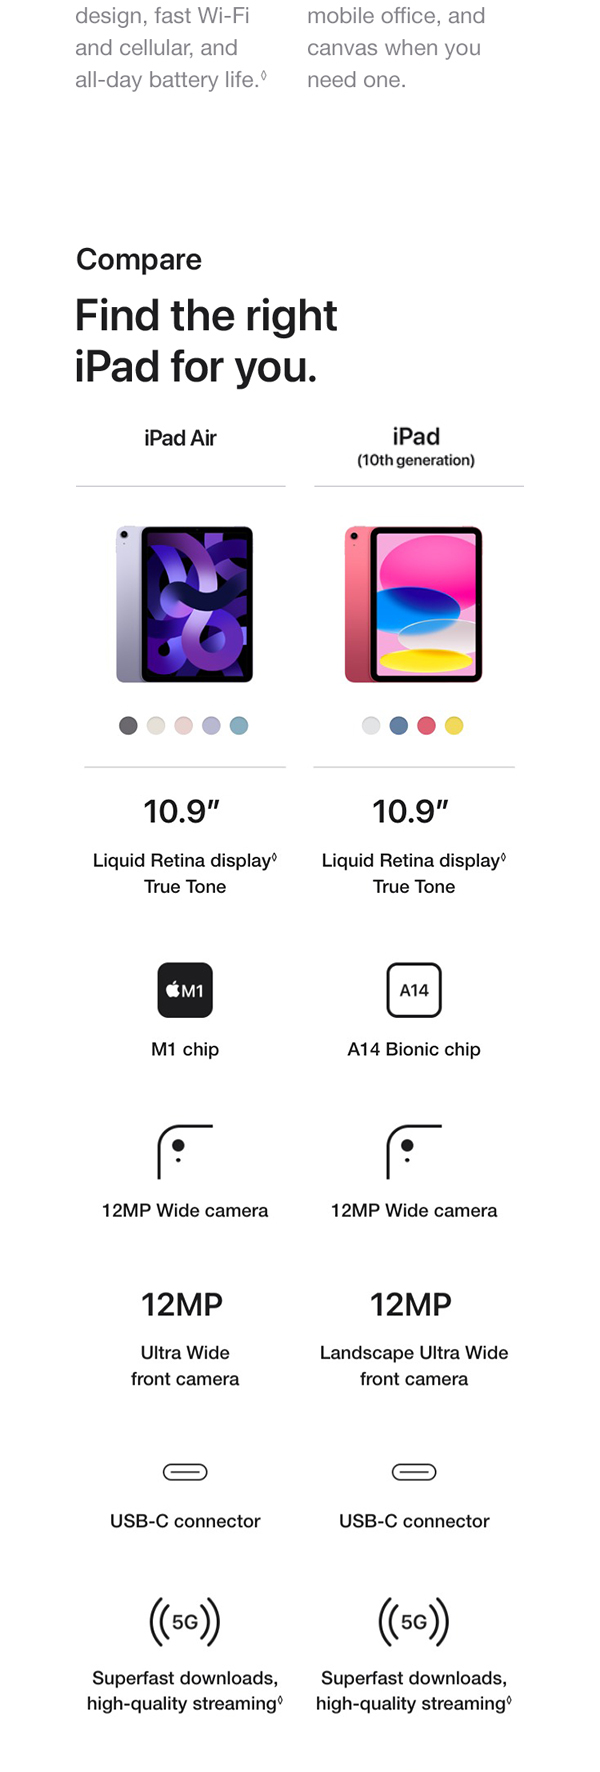 design, fast Wi-Fi
and cellular, and
all-day battery life.◊
mobile office, and
canvas when you
need one.
Compare
Find the right
iPad for you.
iPad Air
iPad
(10th generation)
10.9″
10.9″
Liquid Retina display◊
True Tone
Liquid Retina display◊
True Tone
M1
A14
M1 chip
A14 Bionic chip
12MP Wide camera
12MP Wide camera
12MP
12MP
Ultra Wide
front camera
Landscape Ultra Wide
front camera
USB-C connector
USB-C connector
5G
5G
Superfast downloads,
high-quality streaming◊
Superfast downloads,
high-quality streaming◊